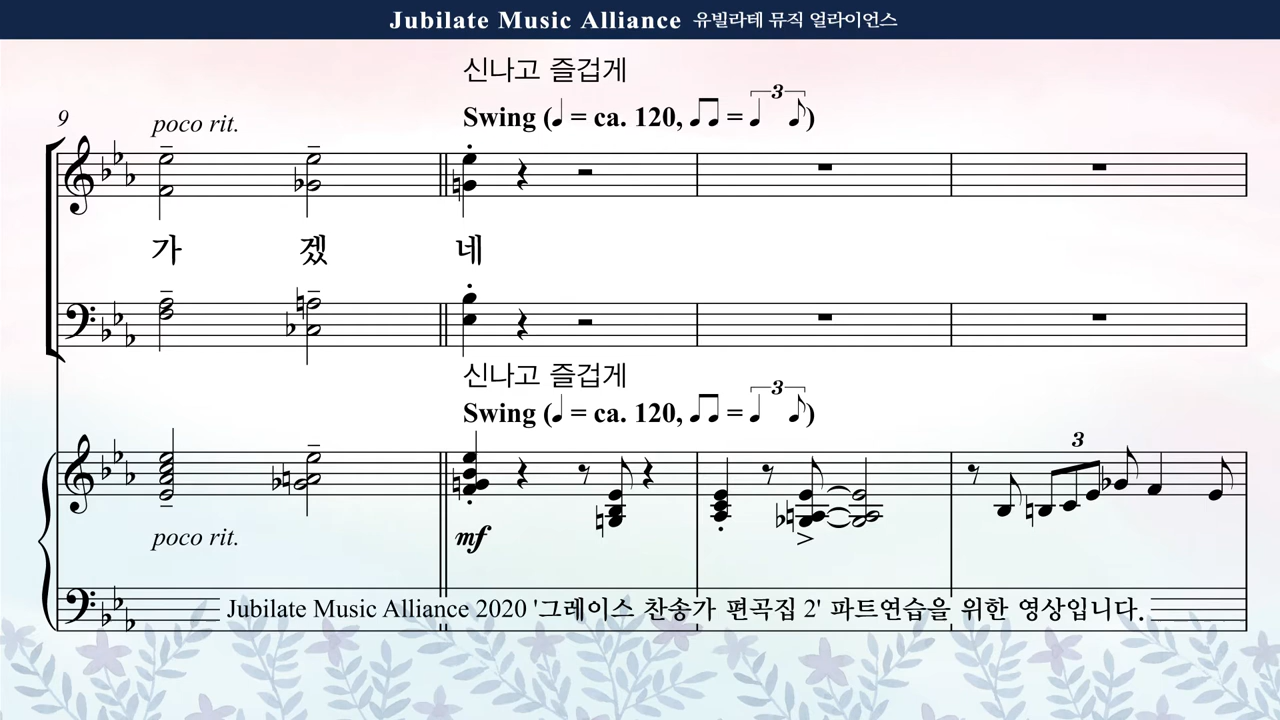 Jubilate Music Alliance 유빌라테 뮤직 얼라이언스
신나고 즐겁게
9 poco rit. Swing (♩ = ca. 120, ♫ = 3 ♩ ♪)
가 겠 네
신나고 즐겁게
Swing (♩ = ca. 120, ♫ = 3 ♩ ♪)
3
poco rit. mf
Jubilate Music Alliance 2020 '그레이스 찬송가 편곡집 2' 파트연습을 위한 영상입니다.